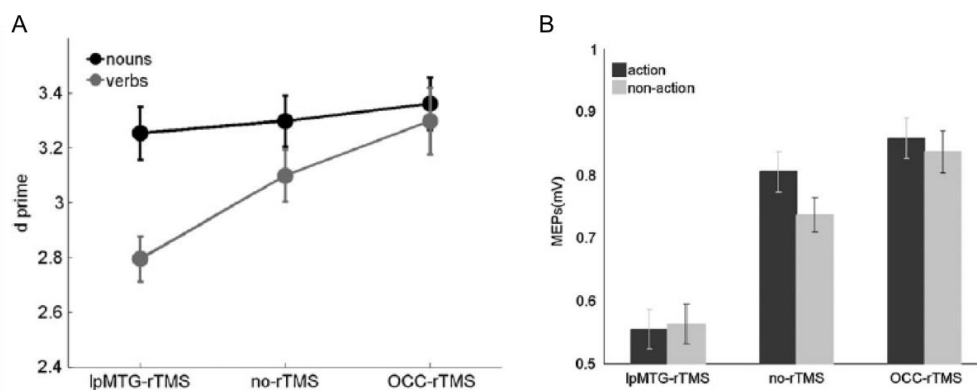 A
nouns
verbs
3.4
3.2
3
2.8
2.6
2.4
d prime
lpMTG-rTMS
no-rTMS
OCC-rTMS
B
1
action
non-action
0.9
0.8
0.7
0.6
0.5
MEPs(mV)
lpMTG-rTMS
no-rTMS
OCC-rTMS